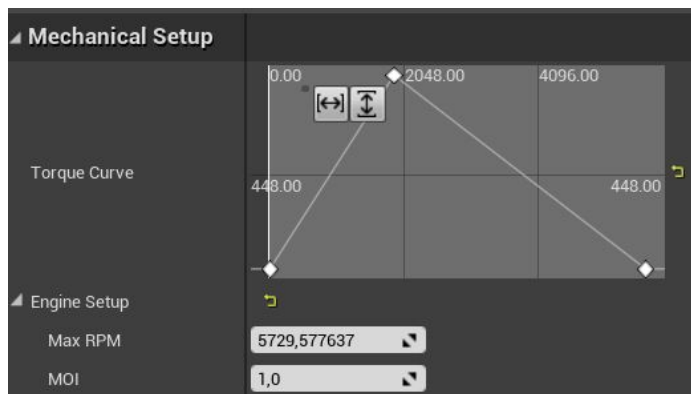 Mechanical Setup
0.00 2048.00 4096.00
Torque Curve
448.00 448.00
Engine Setup
Max RPM 5729,577637
MOI 1,0